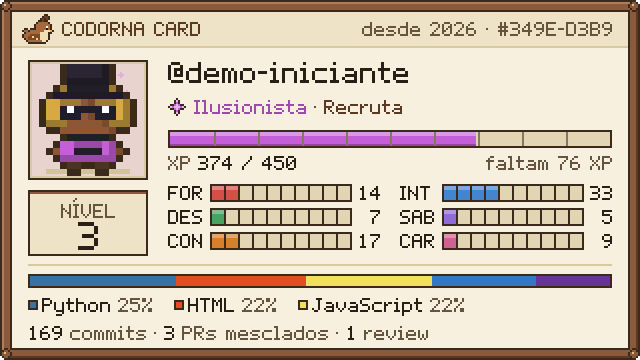 CODORNA CARD
desde 2026 · #349E-D3B9
@demo-iniciante
Ilusionista · Recruta
XP 374 / 450
faltam 76 XP
NÍVEL
3
FOR 14
INT 33
DES 7
SAB 5
CON 17
CAR 9
Python 25% HTML 22% JavaScript 22%
169 commits · 3 PRs mesclados · 1 review